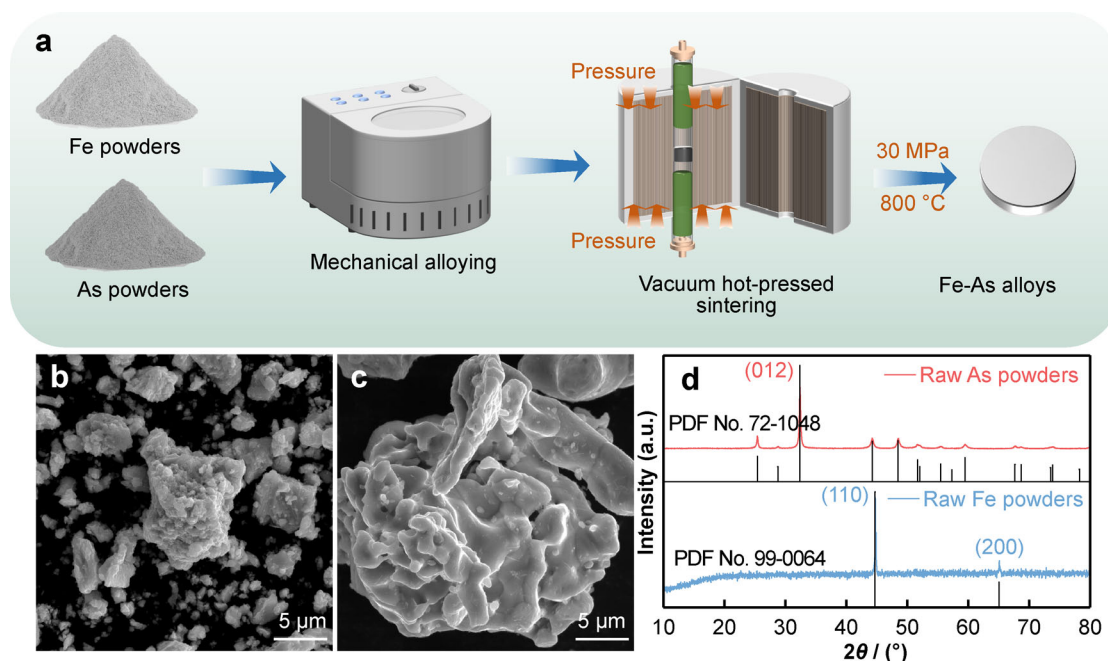 a
Fe powders
As powders
Mechanical alloying
Pressure
Pressure
Vacuum hot-pressed
sintering
30 MPa
800 °C
Fe-As alloys
b
5 μm
c
5 μm
d
(012)
Raw As powders
PDF No. 72-1048
(110)
Raw Fe powders
(200)
PDF No. 99-0064
Intensity (a.u.)
10 20 30 40 50 60 70 80
2θ / (°)